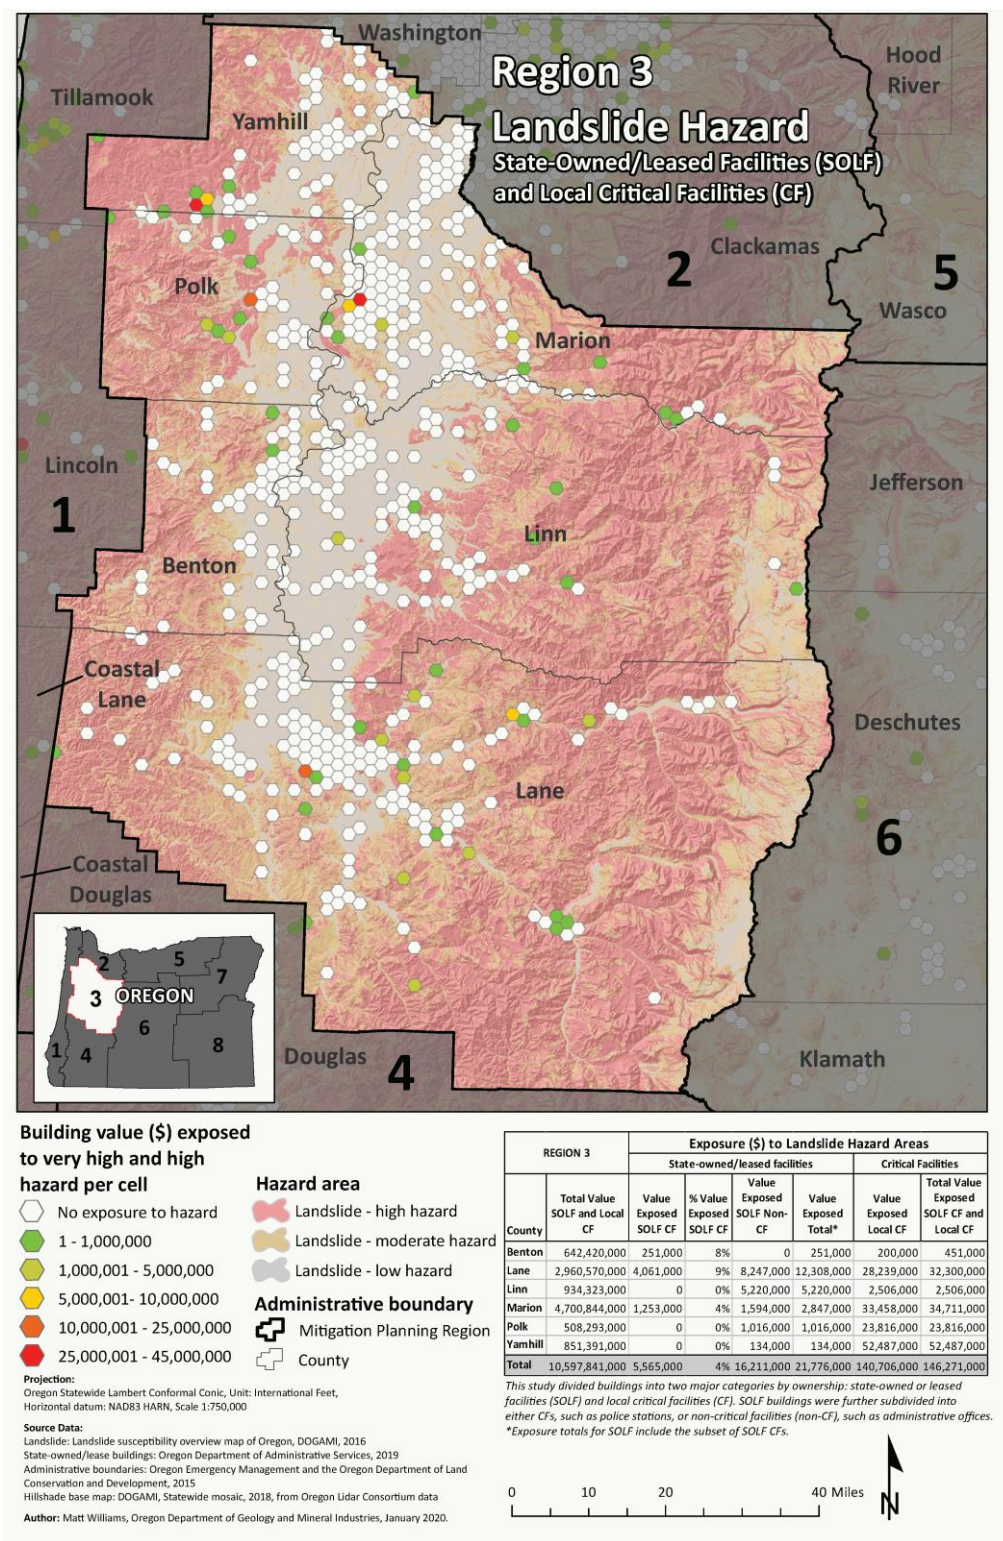 Region 3
Landslide Hazard
State-Owned/Leased Facilities (SOLF)
and Local Critical Facilities (CF)
Washington
Hood
River
Tillamook
Yamhill
Clackamas
2
5
Polk
Wasco
Marion
Lincoln
1
Jefferson
Linn
Benton
Coastal
Lane
Deschutes
Lane
6
Coastal
Douglas
Douglas
4
Klamath
2
5
7
3
OREGON
6
1
4
8
Building value ($) exposed
to very high and high
hazard per cell
No exposure to hazard
1 - 1,000,000
1,000,001 - 5,000,000
5,000,001- 10,000,000
10,000,001 - 25,000,000
25,000,001 - 45,000,000
Hazard area
Landslide - high hazard
Landslide - moderate hazard
Landslide - low hazard
Administrative boundary
Mitigation Planning Region
County
Projection:
Oregon Statewide Lambert Conformal Conic, Unit: International Feet,
Horizontal datum: NAD83 HARN, Scale 1:750,000
Source Data:
Landslide: Landslide susceptibility overview map of Oregon, DOGAMI, 2016
State-owned/lease buildings: Oregon Department of Administrative Services, 2019
Administrative boundaries: Oregon Emergency Management and the Oregon Department of Land
Conservation and Development, 2015
Hillshade base map: DOGAMI, Statewide mosaic, 2018, from Oregon Lidar Consortium data
Author: Matt Williams, Oregon Department of Geology and Mineral Industries, January 2020.
REGION 3
Exposure ($) to Landslide Hazard Areas
State-owned/leased facilities
Critical Facilities
County
Total Value
SOLF and Local
CF
Value
Exposed
SOLF CF
% Value
Exposed
SOLF CF
Value
Exposed
SOLF Non-
CF
Value
Exposed
Total*
Value
Exposed
Local CF
Total Value
Exposed
SOLF CF and
Local CF
Benton 642,420,000 251,000 8% 0 251,000 200,000 451,000
Lane 2,960,570,000 4,061,000 9% 8,247,000 12,308,000 28,239,000 32,300,000
Linn 934,323,000 0 0% 5,220,000 5,220,000 2,506,000 2,506,000
Marion 4,700,844,000 1,253,000 4% 1,594,000 2,847,000 33,458,000 34,711,000
Polk 508,293,000 0 0% 1,016,000 1,016,000 23,816,000 23,816,000
Yamhill 851,391,000 0 0% 134,000 134,000 52,487,000 52,487,000
Total 10,597,841,000 5,565,000 4% 16,211,000 21,776,000 140,706,000 146,271,000
This study divided buildings into two major categories by ownership: state-owned or leased
facilities (SOLF) and local critical facilities (CF). SOLF buildings were further subdivided into
either CFs, such as police stations, or non-critical facilities (non-CF), such as administrative offices.
*Exposure totals for SOLF include the subset of SOLF CFs.
0 10 20 40 Miles
N